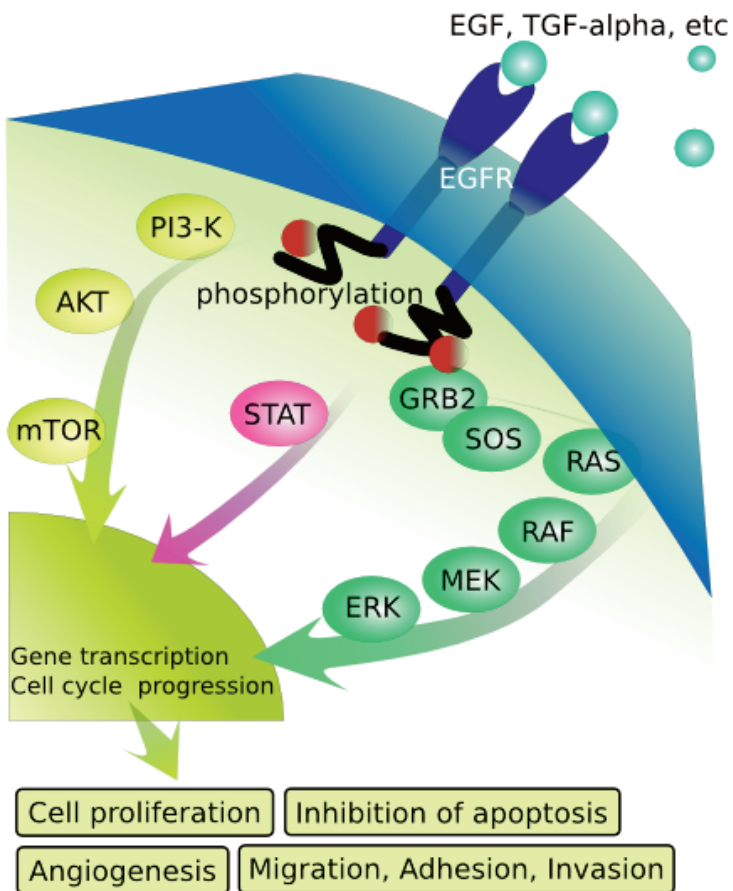 EGF, TGF-alpha, etc
EGFR
PI3-K
phosphorylation
AKT
mTOR
STAT
GRB2
SOS
RAS
RAF
MEK
ERK
Gene transcription
Cell cycle progression
Cell proliferation
Inhibition of apoptosis
Angiogenesis
Migration, Adhesion, Invasion